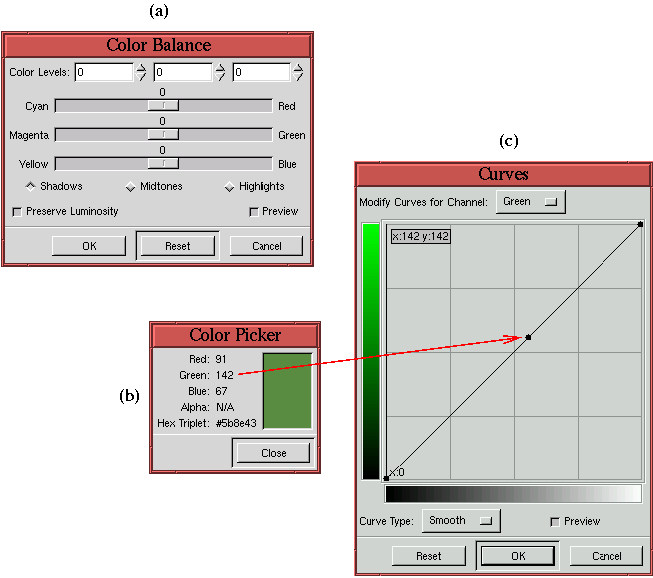 (a)
Color Balance
Color Levels: 0 0 0
0
Cyan Red
0
Magenta Green
0
Yellow Blue
Shadows Midtones Highlights
Preserve Luminosity Preview
OK Reset Cancel
(b)
Color Picker
Red: 91
Green: 142
Blue: 67
Alpha: N/A
Hex Triplet: #5b8e43
Close
(c)
Curves
Modify Curves for Channel: Green
x:142 y:142
x:0
Curve Type: Smooth Preview
Reset OK Cancel